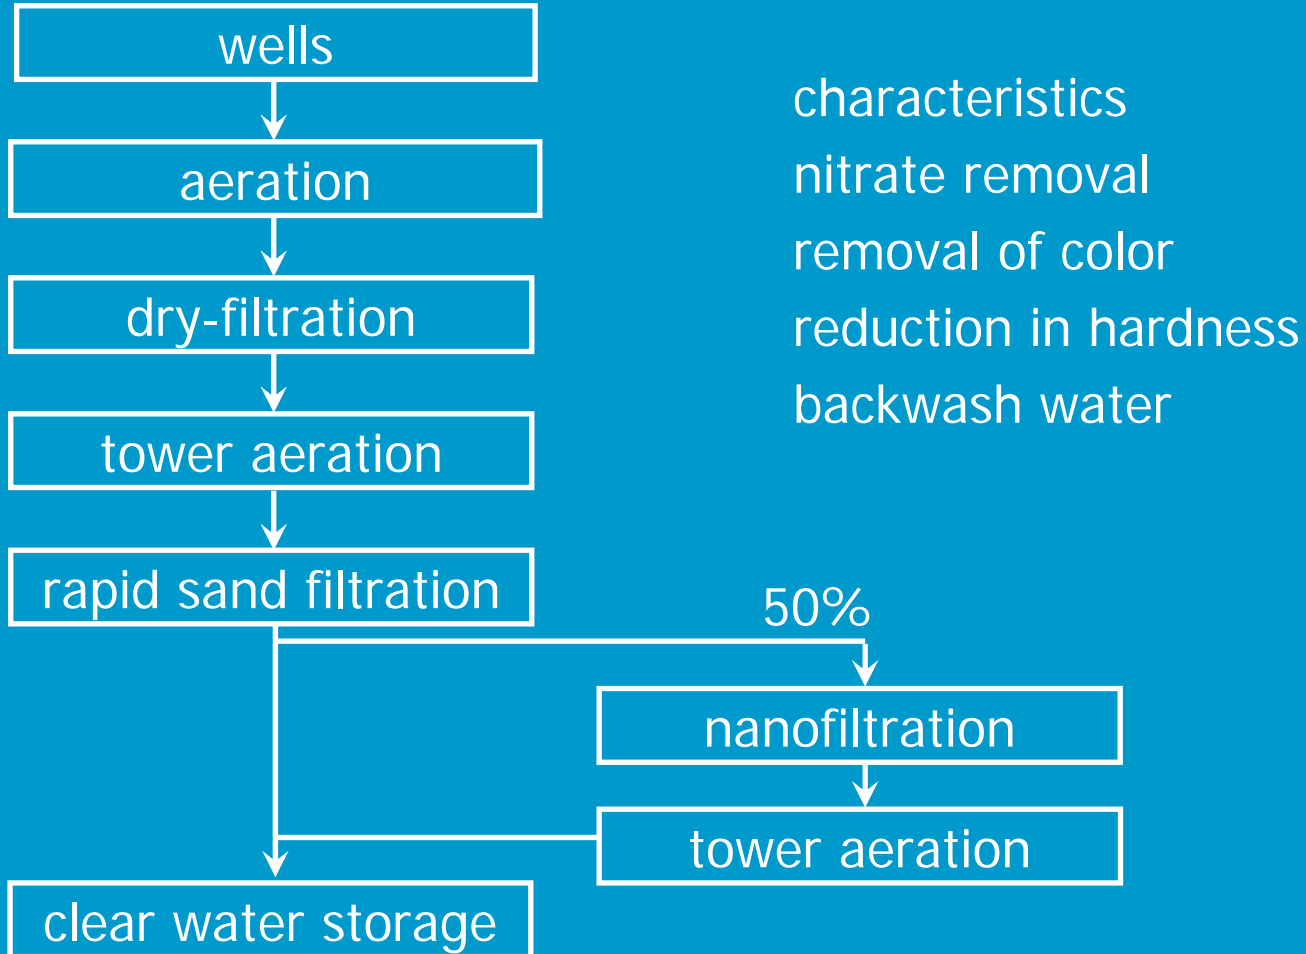 wells
aeration
dry-filtration
tower aeration
rapid sand filtration
50%
nanofiltration
tower aeration
clear water storage
characteristics
nitrate removal
removal of color
reduction in hardness
backwash water